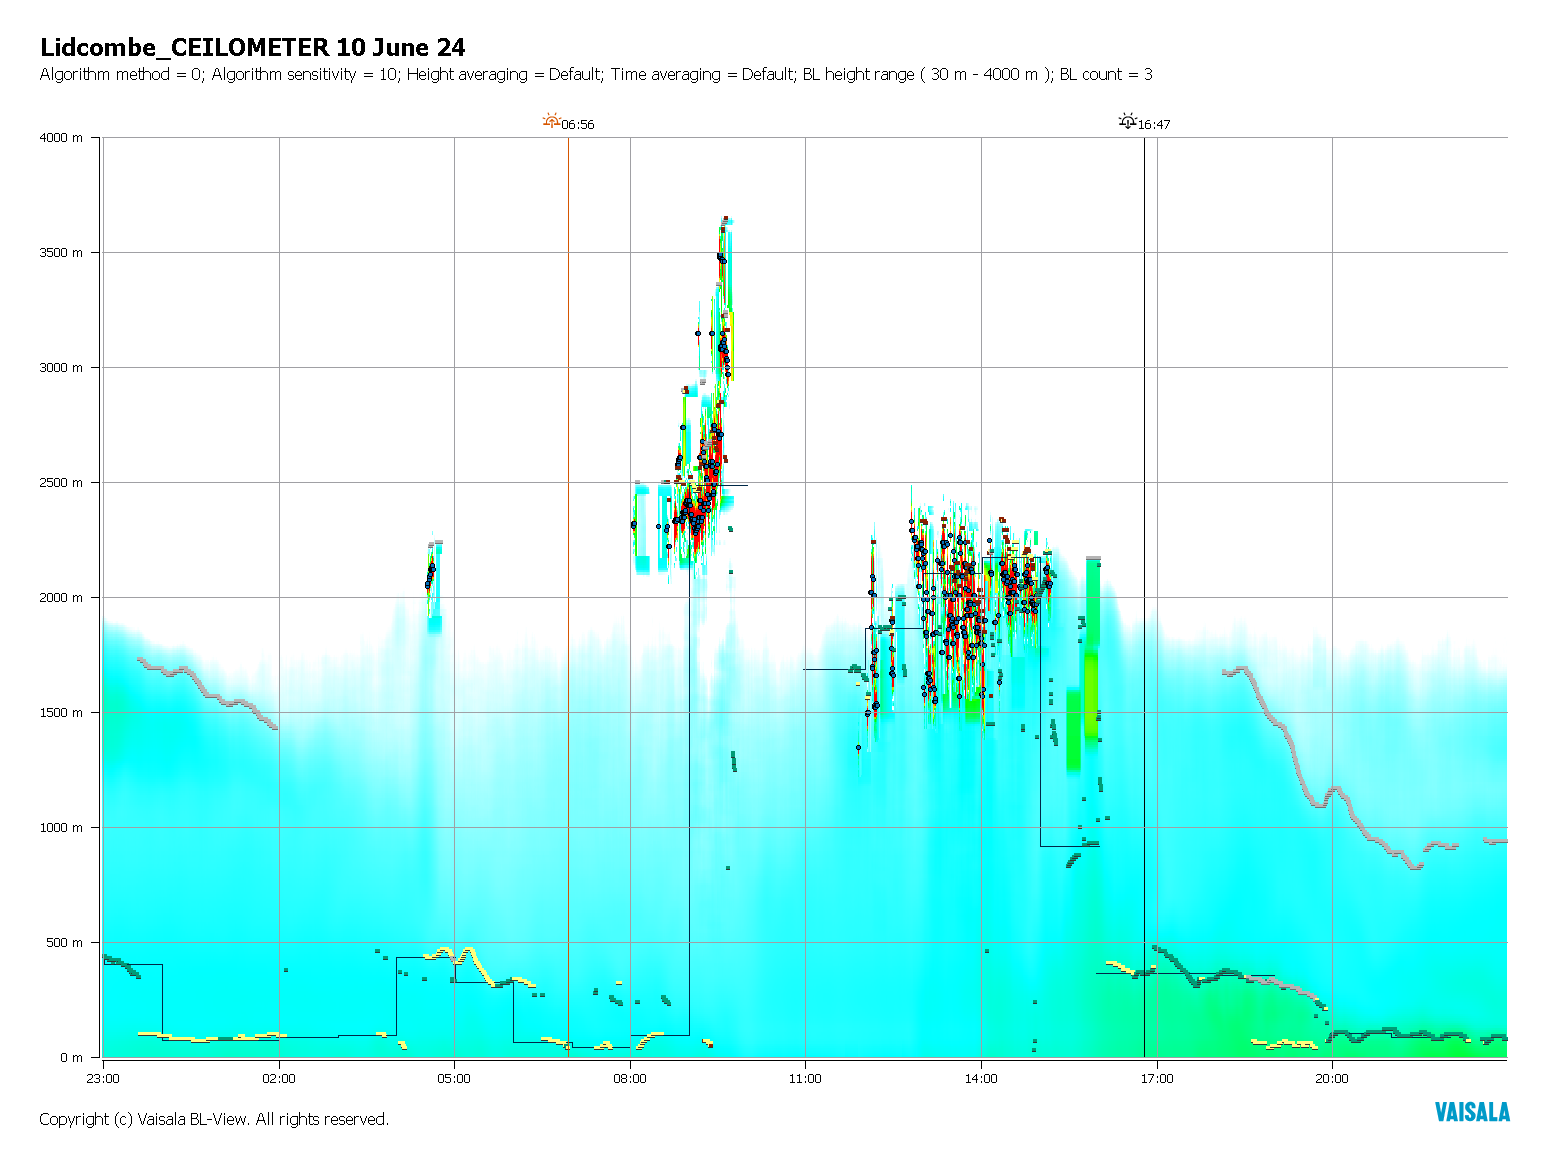 Lidcombe_CEILOMETER 10 June 24
Algorithm method = 0; Algorithm sensitivity = 10; Height averaging = Default; Time averaging = Default; BL height range ( 30 m - 4000 m ); BL count = 3
06:56
16:47
4000 m
3500 m
3000 m
2500 m
2000 m
1500 m
1000 m
500 m
0 m
23:00
02:00
05:00
08:00
11:00
14:00
17:00
20:00
Copyright (c) Vaisala BL-View. All rights reserved.
VAISALA